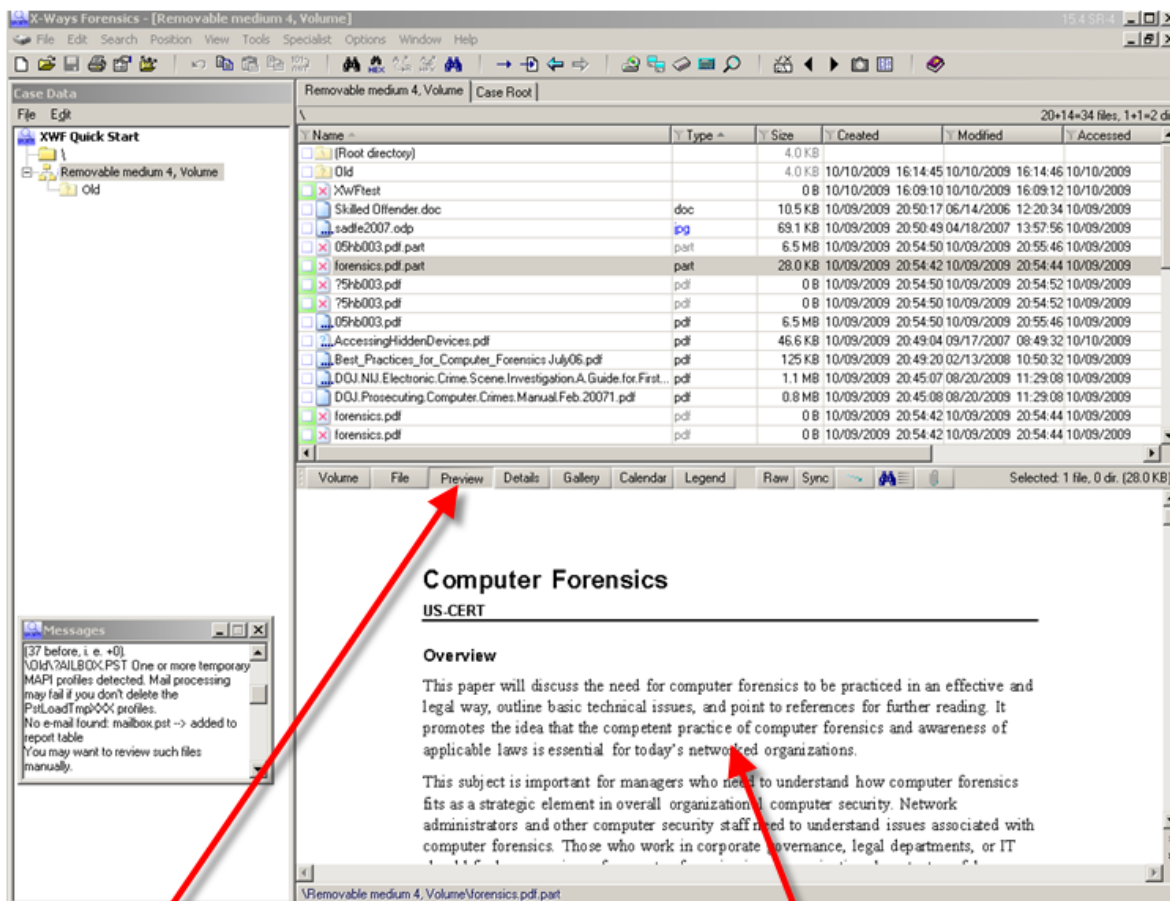 X-Ways Forensics - [Removable medium 4, Volume] 15.4 SR-4
File Edit Search Position View Tools Specialist Options Window Help
Case Data
File Edit
XWF Quick Start
\
Removable medium 4, Volume
Old
Removable medium 4, Volume Case Root
\ 20+14=34 files, 1+1=2 dir
Name Type Size Created Modified Accessed
(Root directory) 4.0 KB
Old 4.0 KB 10/10/2009 16:14:45 10/10/2009 16:14:46 10/10/2009
XWFtest 0 B 10/10/2009 16:09:10 10/10/2009 16:09:12 10/10/2009
Skilled Offender.doc doc 10.5 KB 10/09/2009 20:50:17 06/14/2006 12:20:34 10/09/2009
sadfe2007.odp jpg 69.1 KB 10/09/2009 20:50:49 04/18/2007 13:57:56 10/09/2009
05hb003.pdf.part part 6.5 MB 10/09/2009 20:54:50 10/09/2009 20:55:46 10/09/2009
forensics.pdf.part part 28.0 KB 10/09/2009 20:54:42 10/09/2009 20:54:44 10/09/2009
?5hb003.pdf pdf 0 B 10/09/2009 20:54:50 10/09/2009 20:54:52 10/09/2009
?5hb003.pdf pdf 0 B 10/09/2009 20:54:50 10/09/2009 20:54:52 10/09/2009
05hb003.pdf pdf 6.5 MB 10/09/2009 20:54:50 10/09/2009 20:55:46 10/09/2009
AccessingHiddenDevices.pdf pdf 46.6 KB 10/09/2009 20:49:04 09/17/2007 08:49:32 10/10/2009
Best_Practices_for_Computer_Forensics July06.pdf pdf 125 KB 10/09/2009 20:49:20 02/13/2008 10:50:32 10/09/2009
DOJ.NIJ.Electronic.Crime.Scene.Investigation.A.Guide.for.First... pdf 1.1 MB 10/09/2009 20:45:07 08/20/2009 11:29:08 10/09/2009
DOJ.Prosecuting.Computer.Crimes.Manual.Feb.20071.pdf pdf 0.8 MB 10/09/2009 20:45:08 08/20/2009 11:29:08 10/09/2009
forensics.pdf pdf 0 B 10/09/2009 20:54:42 10/09/2009 20:54:44 10/09/2009
forensics.pdf pdf 0 B 10/09/2009 20:54:42 10/09/2009 20:54:44 10/09/2009
Volume File Preview Details Gallery Calendar Legend Raw Sync Selected: 1 file, 0 dir. (28.0 KB)
Computer Forensics
US-CERT
Overview
This paper will discuss the need for computer forensics to be practiced in an effective and
legal way, outline basic technical issues, and point to references for further reading. It
promotes the idea that the competent practice of computer forensics and awareness of
applicable laws is essential for today's networked organizations.
This subject is important for managers who need to understand how computer forensics
fits as a strategic element in overall organizational computer security. Network
administrators and other computer security staff need to understand issues associated with
computer forensics. Those who work in corporate governance, legal departments, or IT
Messages
(37 before, i. e. +0).
\Old\?AILBOX.PST One or more temporary
MAPI profiles detected. Mail processing
may fail if you don't delete the
PstLoadTmpXXX profiles.
No e-mail found: mailbox.pst --> added to
report table
You may want to review such files
manually.
\Removable medium 4, Volume\forensics.pdf.part